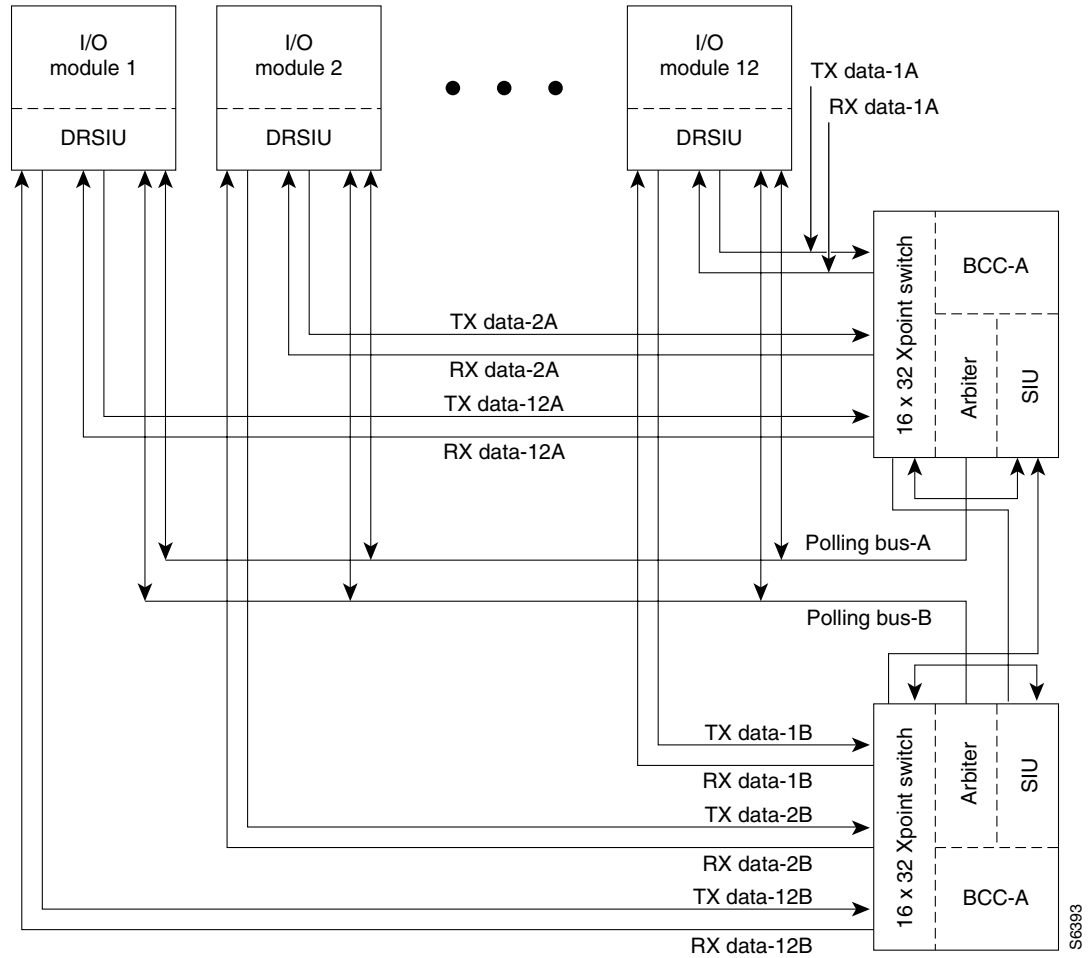 I/O
module 1
DRSIU
I/O
module 2
DRSIU
I/O
module 12
DRSIU
TX data-1A
RX data-1A
16 x 32 Xpoint switch
BCC-A
Arbiter
SIU
TX data-2A
RX data-2A
TX data-12A
RX data-12A
Polling bus-A
Polling bus-B
TX data-1B
RX data-1B
TX data-2B
RX data-2B
TX data-12B
RX data-12B
16 x 32 Xpoint switch
Arbiter
SIU
BCC-A
S6393